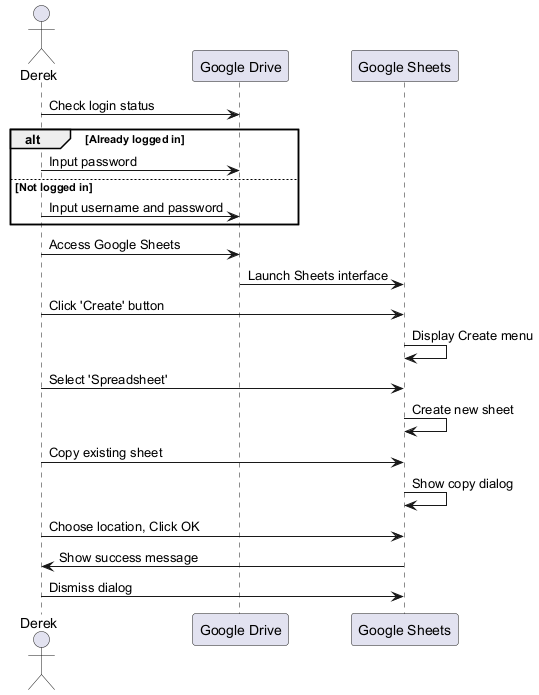 Derek
Google Drive
Google Sheets
Check login status
alt
[Already logged in]
Input password
[Not logged in]
Input username and password
Access Google Sheets
Launch Sheets interface
Click 'Create' button
Display Create menu
Select 'Spreadsheet'
Create new sheet
Copy existing sheet
Show copy dialog
Choose location, Click OK
Show success message
Dismiss dialog
Derek
Google Drive
Google Sheets